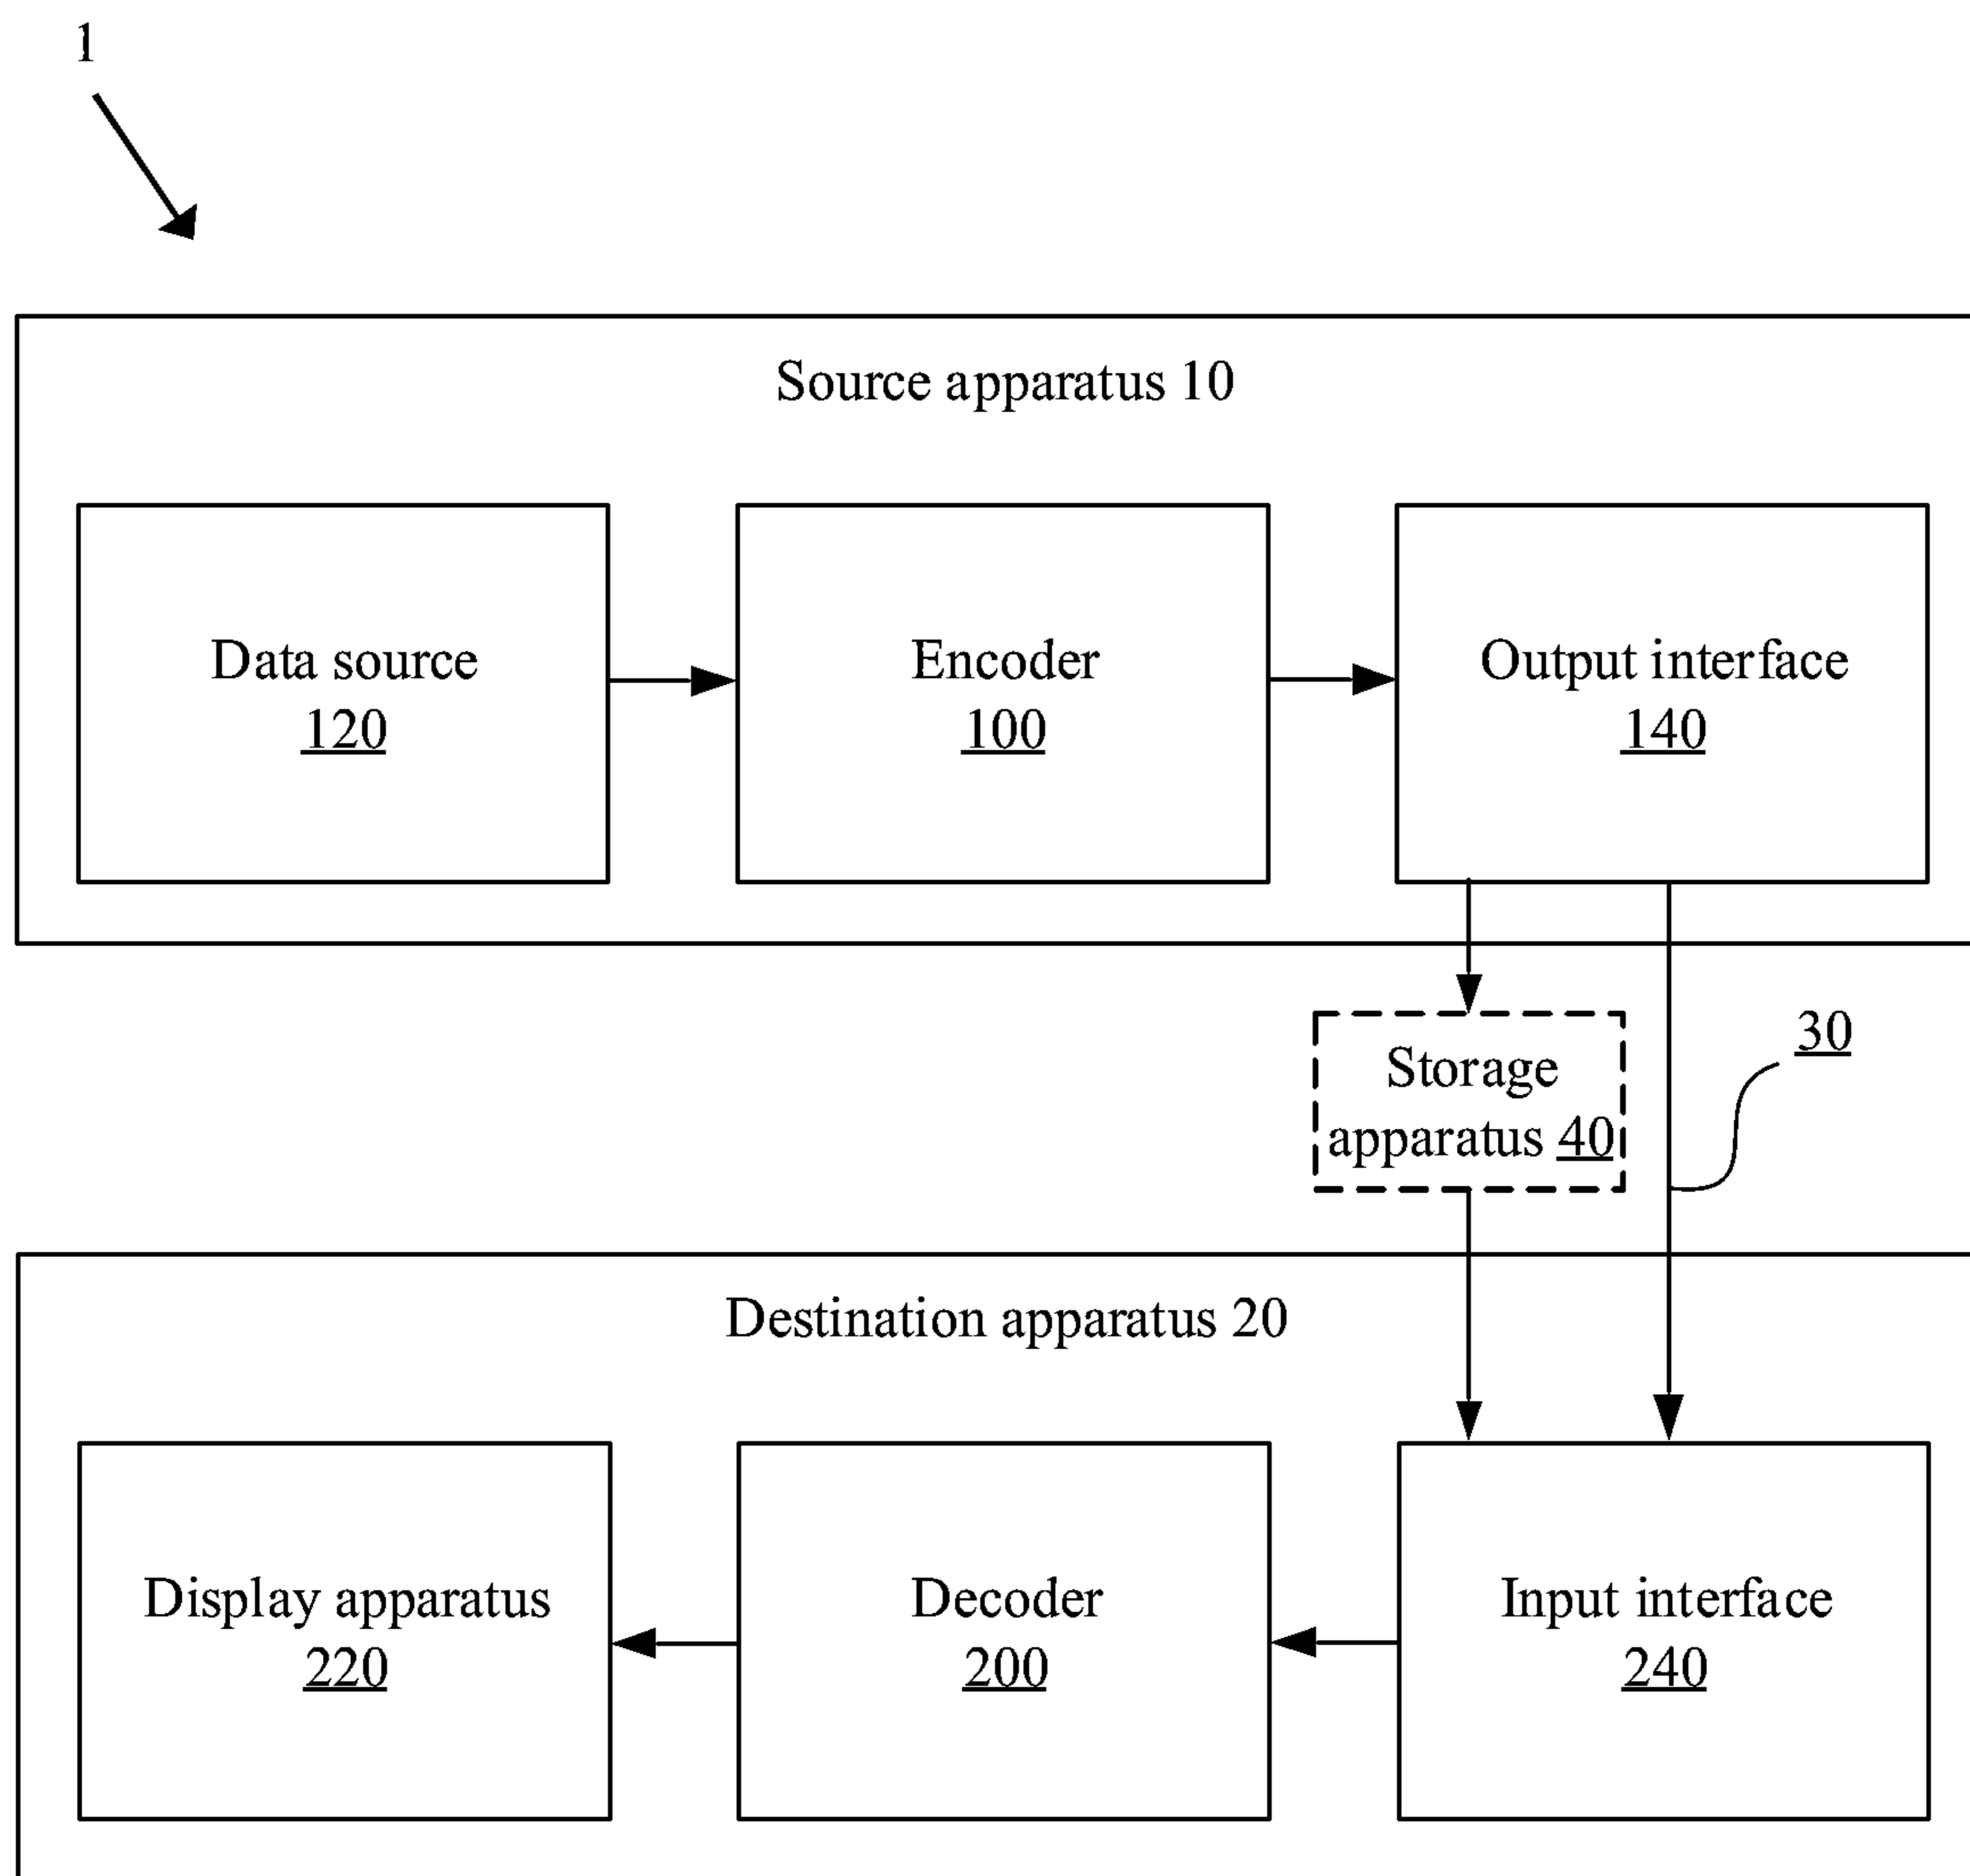 1
Source apparatus 10
Data source
120
Encoder
100
Output interface
140
Storage
apparatus 40
30
Destination apparatus 20
Display apparatus
220
Decoder
200
Input interface
240